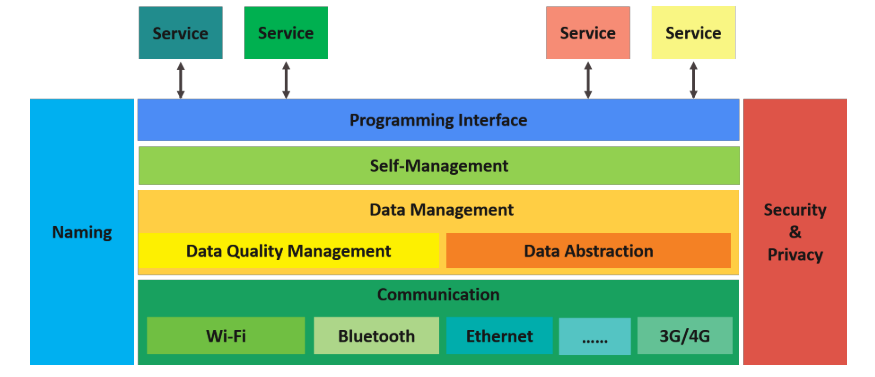 Service
Service
Service
Service
Programming Interface
Self-Management
Data Management
Naming
Security
&
Privacy
Data Quality Management
Data Abstraction
Communication
Wi-Fi
Bluetooth
Ethernet
......
3G/4G